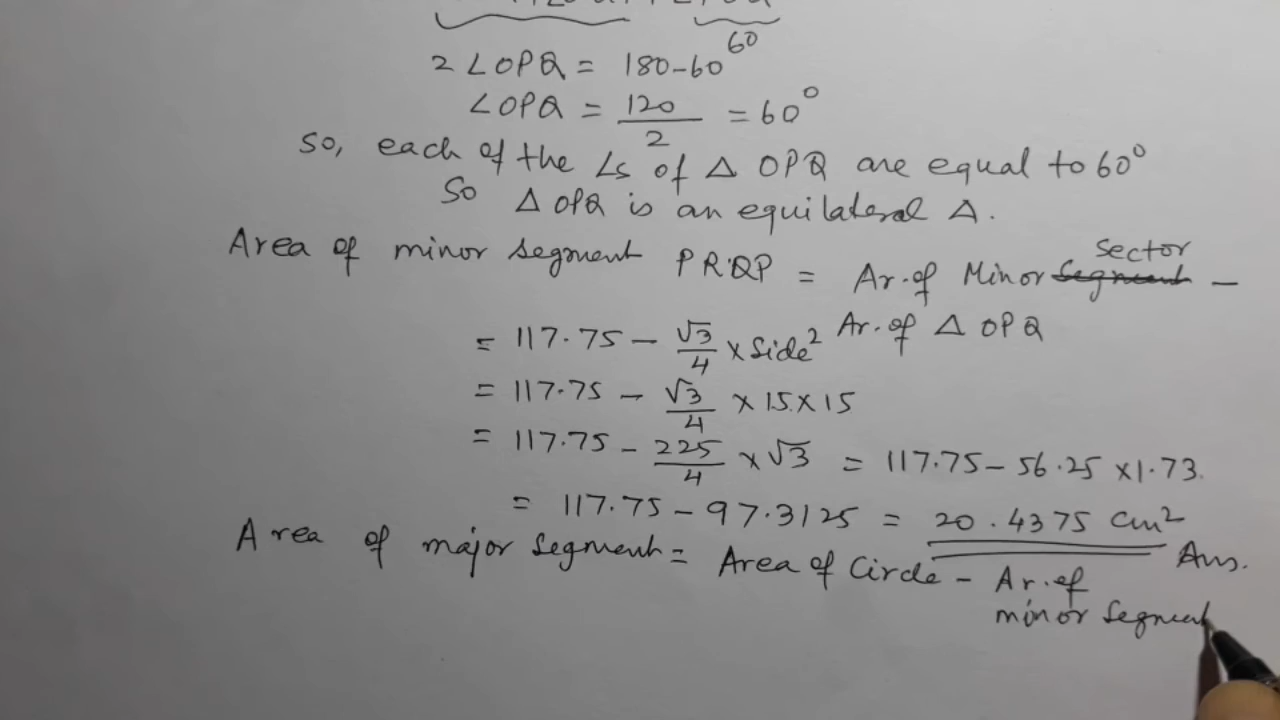 60
2 ∠OPQ = 180-60
∠OPQ = 120/2 = 60°
So, each of the ∠s of △ OPQ are equal to 60°
So △ OPQ is an equilateral △.
Area of minor segment PRQP = Ar. of Minor sector -
Ar. of △ OPQ
= 117.75 - √3/4 × Side²
= 117.75 - √3/4 × 15×15
= 117.75 - 225/4 × √3 = 117.75 - 56.25 ×1.73
= 117.75 - 97.3125 = 20.4375 cm²
Ans.
Area of major Segment = Area of Circle - Ar. of
minor Segment